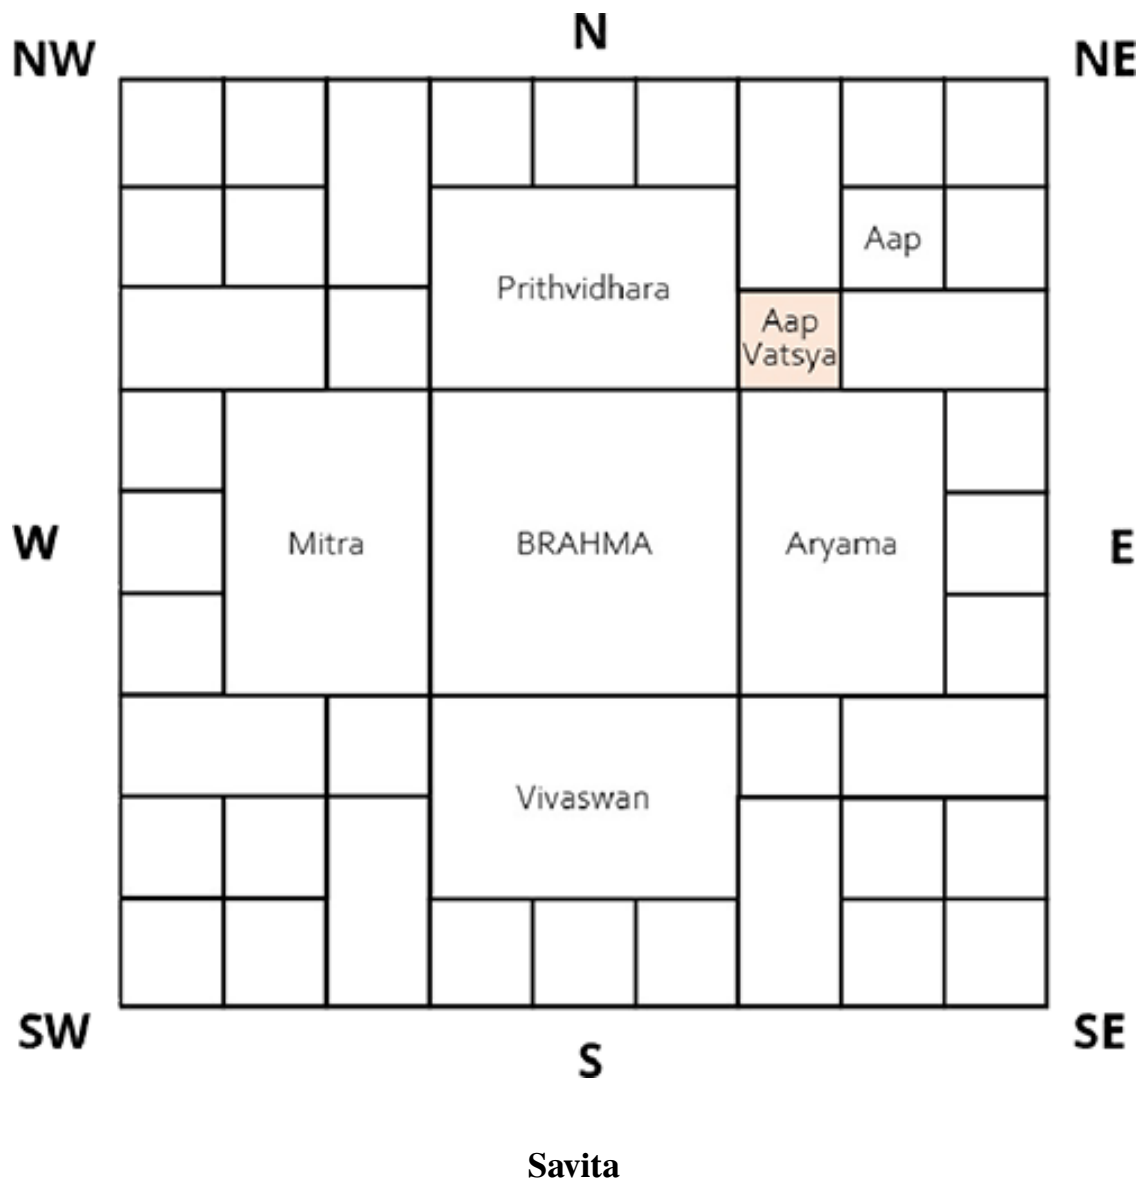 N
NW
NE
Aap
Prithvidhara
Aap
Vatsya
W
Mitra
BRAHMA
Aryama
E
Vivaswan
SW
SE
S
Savita